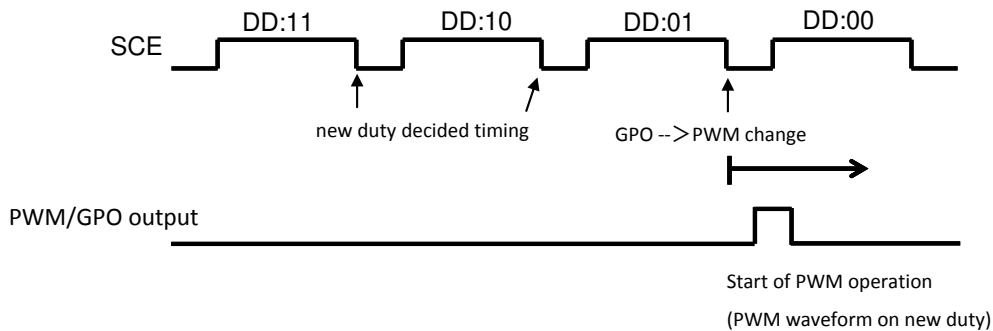 DD:11 DD:10 DD:01 DD:00
SCE
new duty decided timing
GPO -->PWM change
PWM/GPO output
Start of PWM operation
(PWM waveform on new duty)